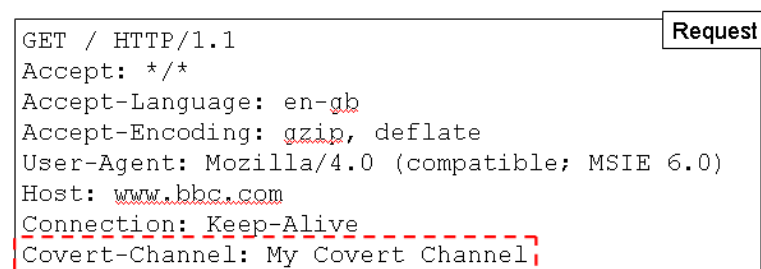 Request
GET / HTTP/1.1
Accept: */*
Accept-Language: en-gb
Accept-Encoding: gzip, deflate
User-Agent: Mozilla/4.0 (compatible; MSIE 6.0)
Host: www.bbc.com
Connection: Keep-Alive
Covert-Channel: My Covert Channel